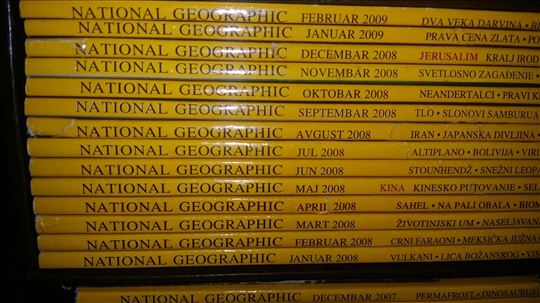 NATIONAL GEOGRAPHIC FEBRUAR 2009 DVA VEKA DARVINA •
NATIONAL GEOGRAPHIC JANUAR 2009 PRAVA CENA ZLATA •
NATIONAL GEOGRAPHIC DECEMBAR 2008 JERUSALIM KRALJ IROD
NATIONAL GEOGRAPHIC NOVEMBAR 2008 SVETLOSNO ZAGAĐENJE •
NATIONAL GEOGRAPHIC OKTOBAR 2008 NEANDERTALCI • PRAVI
NATIONAL GEOGRAPHIC SEPTEMBAR 2008 TLO • SLONOVI SAMBURUA
NATIONAL GEOGRAPHIC AVGUST 2008 IRAN • JAPANSKA DIVLJINA •
NATIONAL GEOGRAPHIC JUL 2008 ALTIPLANO • BOLIVIJA •
NATIONAL GEOGRAPHIC JUN 2008 STOUNHENDŽ • SNEŽNI
NATIONAL GEOGRAPHIC MAJ 2008 KINA KINESKO PUTOVANJE •
NATIONAL GEOGRAPHIC APRIL 2008 SAHEL • NA PALI OBALA •
NATIONAL GEOGRAPHIC MART 2008 ŽIVOTINJSKI UM •
NATIONAL GEOGRAPHIC FEBRUAR 2008 CRNI FARAONI • MEKSIČKA JUŽNA
NATIONAL GEOGRAPHIC JANUAR 2008 VULKANI • LICA BOŽANSKOG •
NATIONAL GEOGRAPHIC DECEMBAR 2007 PERMAFROST •